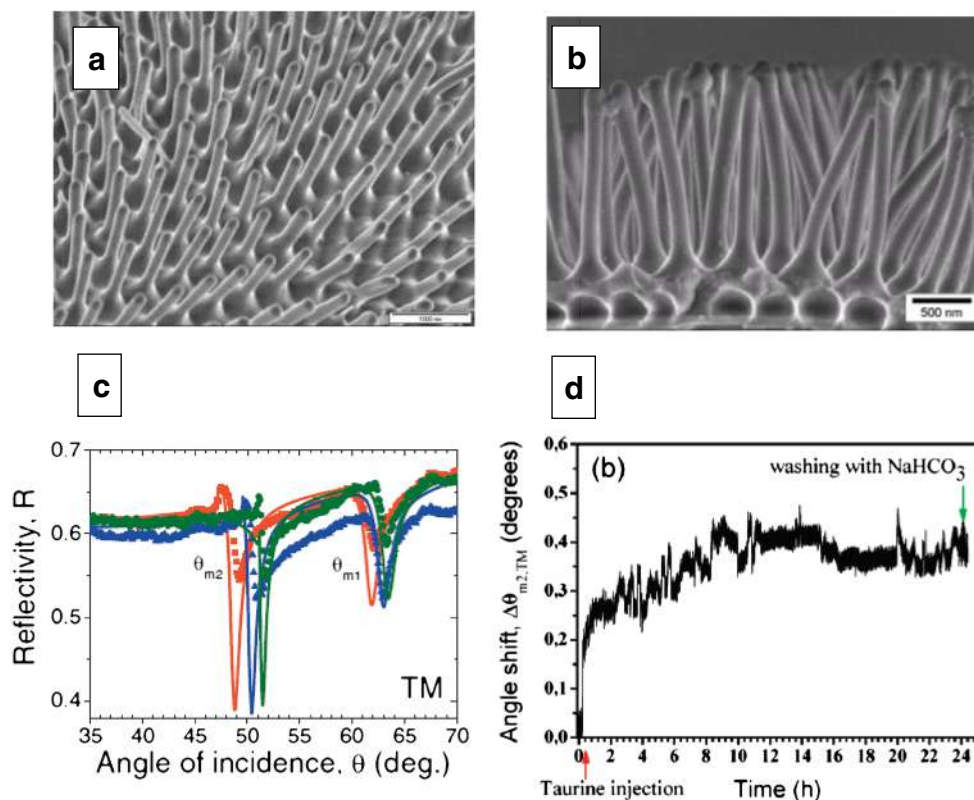 a
b
1000 nm
500 nm
c
d
0.7
0.6
0.5
0.4
Reflectivity, R
θm2
θm1
TM
35 40 45 50 55 60 65 70
Angle of incidence, θ (deg.)
(b)
washing with NaHCO3
0,6
0,5
0,4
0,3
0,2
0,1
0,0
Angle shift, Δθm2,TM (degrees)
0 2 4 6 8 10 12 14 16 18 20 22 24
Taurine injection
Time (h)